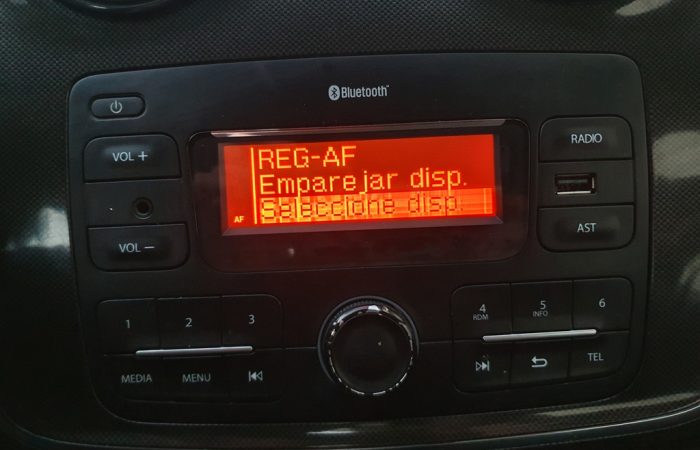 Bluetooth
VOL +
RADIO
REG-AF
Emparejar disp.
Seleccione disp.
AF
VOL −
AST
1
2
3
4
RDM
5
INFO
6
MEDIA
MENU
TEL